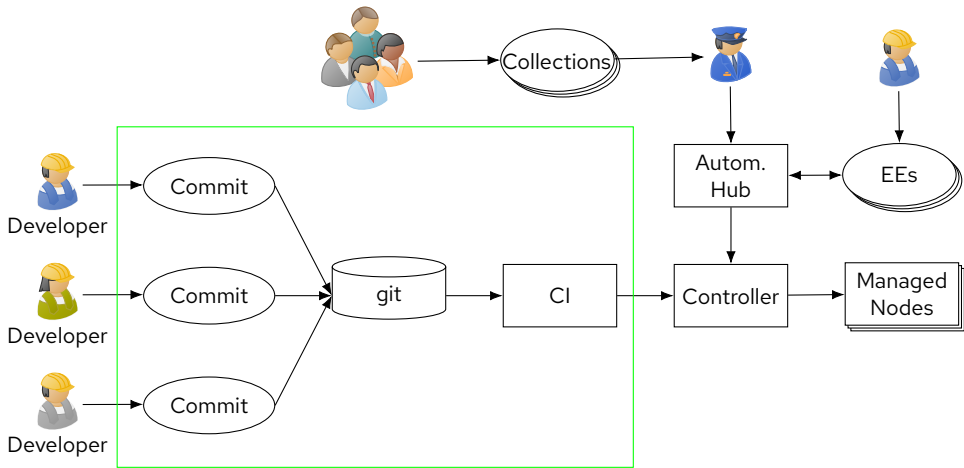 Collections
Autom.
Hub
EEs
Developer
Commit
Developer
Commit
git
CI
Controller
Managed
Nodes
Developer
Commit